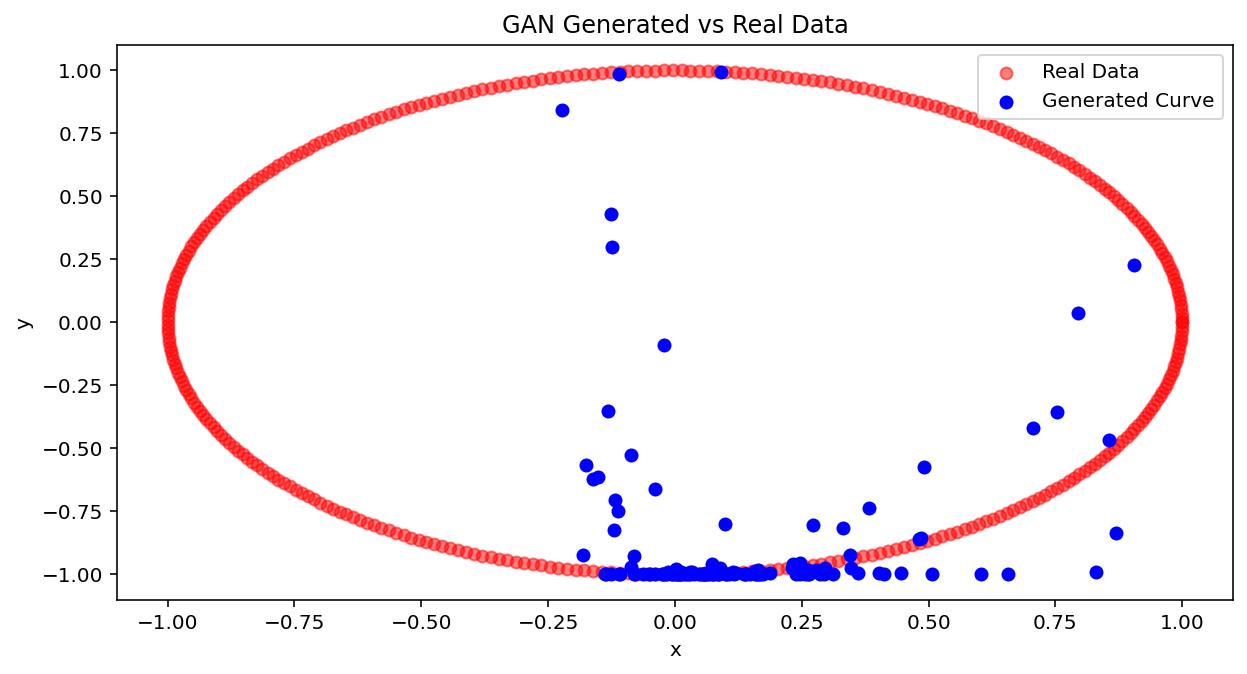 GAN Generated vs Real Data
Real Data
Generated Curve
1.00
0.75
0.50
0.25
0.00
−0.25
−0.50
−0.75
−1.00
y
−1.00 −0.75 −0.50 −0.25 0.00 0.25 0.50 0.75 1.00
x